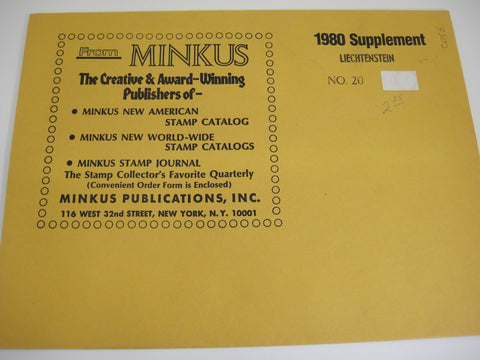 From MINKUS
The Creative & Award-Winning
Publishers of-
• MINKUS NEW AMERICAN
STAMP CATALOG
• MINKUS NEW WORLD-WIDE
STAMP CATALOGS
• MINKUS STAMP JOURNAL
The Stamp Collector's Favorite Quarterly
(Convenient Order Form is Enclosed)
MINKUS PUBLICATIONS, INC.
116 WEST 32nd STREET, NEW YORK, N.Y. 10001
1980 Supplement
LIECHTENSTEIN
NO. 20